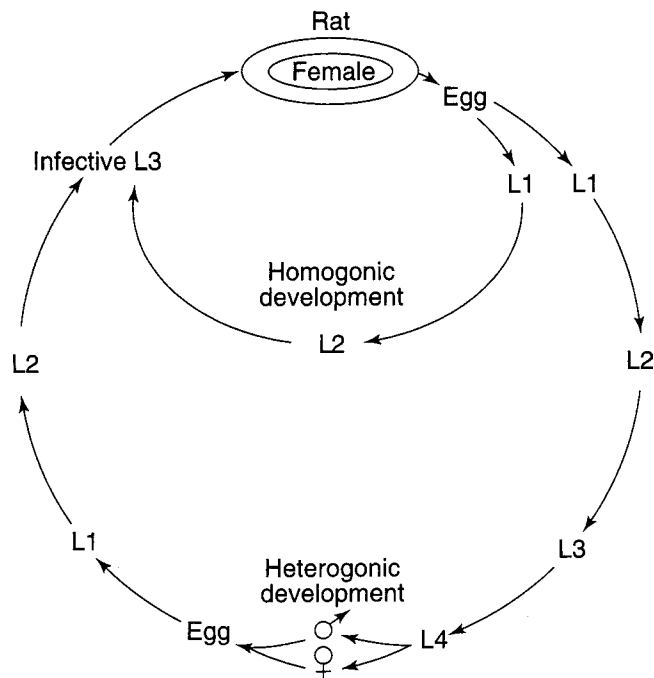 Rat
Female
Egg
Infective L3
L1
L1
Homogonic
development
L2
L2
L2
L1
L3
Heterogonic
development
Egg
L4